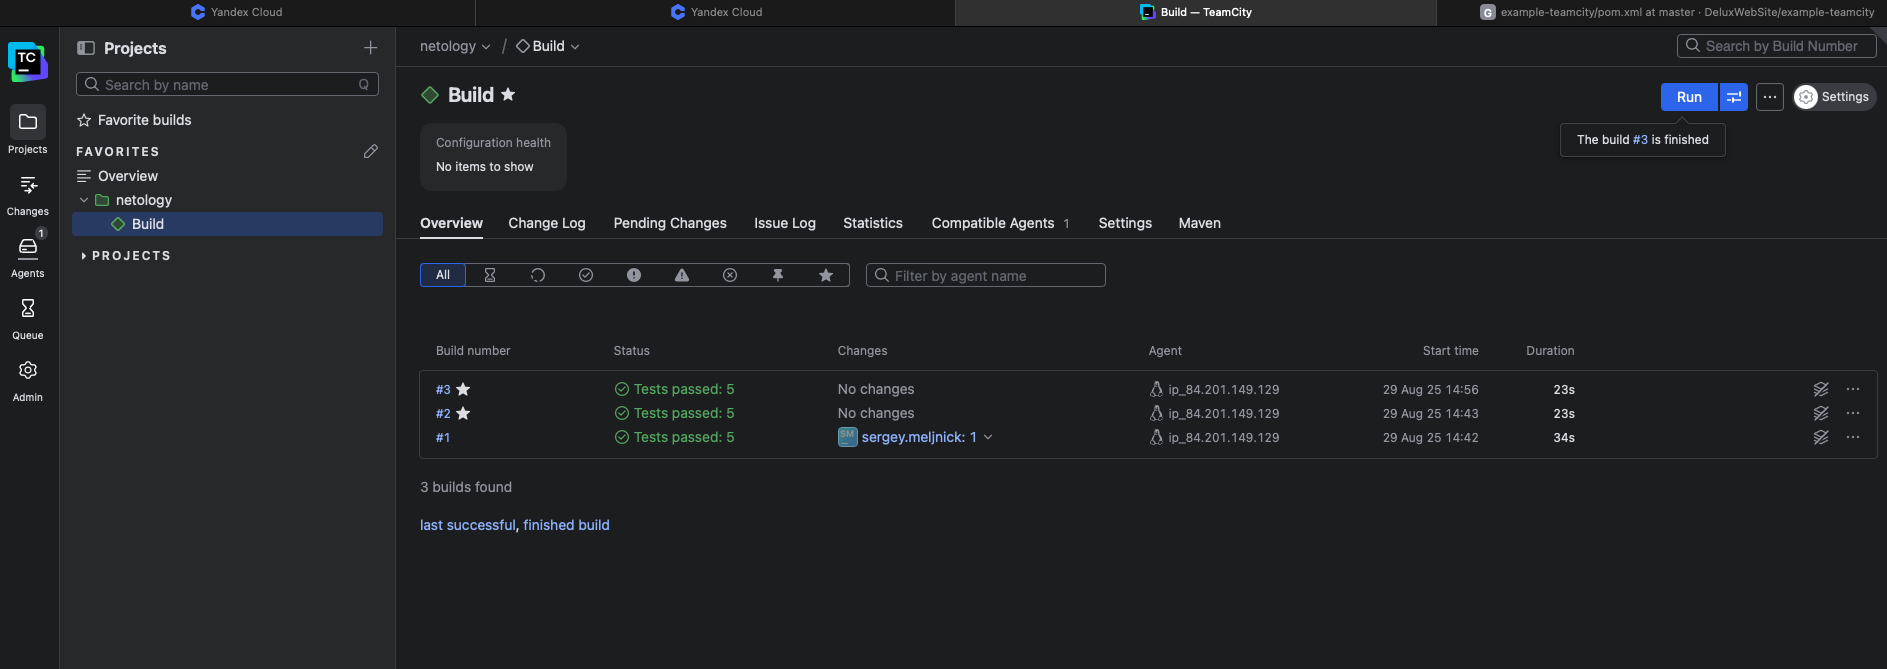 Yandex Cloud
Yandex Cloud
Build — TeamCity
G example-teamcity/pom.xml at master · DeluxWebSite/example-teamcity
TC
Projects
Changes
1
Agents
Queue
Admin
Projects
Search by name Q
Favorite builds
FAVORITES
Overview
netology
Build
PROJECTS
netology / Build
Search by Build Number
Build
Run
Settings
The build #3 is finished
Configuration health
No items to show
Overview Change Log Pending Changes Issue Log Statistics Compatible Agents 1 Settings Maven
All
Filter by agent name
Build number Status Changes Agent Start time Duration
#3 Tests passed: 5 No changes ip_84.201.149.129 29 Aug 25 14:56 23s
#2 Tests passed: 5 No changes ip_84.201.149.129 29 Aug 25 14:43 23s
#1 Tests passed: 5 SM sergey.meljnick: 1 ip_84.201.149.129 29 Aug 25 14:42 34s
3 builds found
last successful, finished build